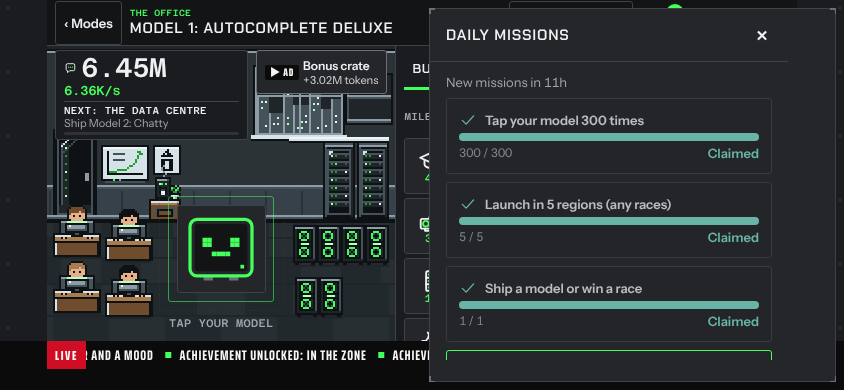 ‹ Modes
THE OFFICE
MODEL 1: AUTOCOMPLETE DELUXE
6.45M
6.36K/s
NEXT: THE DATA CENTRE
Ship Model 2: Chatty
AD
Bonus crate
+3.02M tokens
BU
MILE
TAP YOUR MODEL
LIVE
AND A MOOD
ACHIEVEMENT UNLOCKED: IN THE ZONE
ACHIEV
DAILY MISSIONS
New missions in 11h
Tap your model 300 times
300 / 300
Claimed
Launch in 5 regions (any races)
5 / 5
Claimed
Ship a model or win a race
1 / 1
Claimed